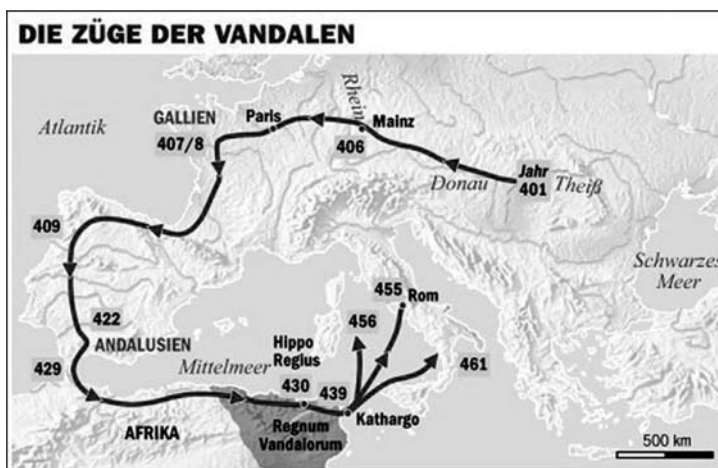 DIE ZÜGE DER VANDALEN
Atlantik
GALLIEN
407/8
Paris
Rhein
Mainz
406
Jahr
401
Donau
Theiß
409
Schwarzes
Meer
422
ANDALUSIEN
429
Mittelmeer
Hippo
Regius
430
439
455
Rom
456
461
Kathargo
Regnum
Vandalorum
AFRIKA
500 km